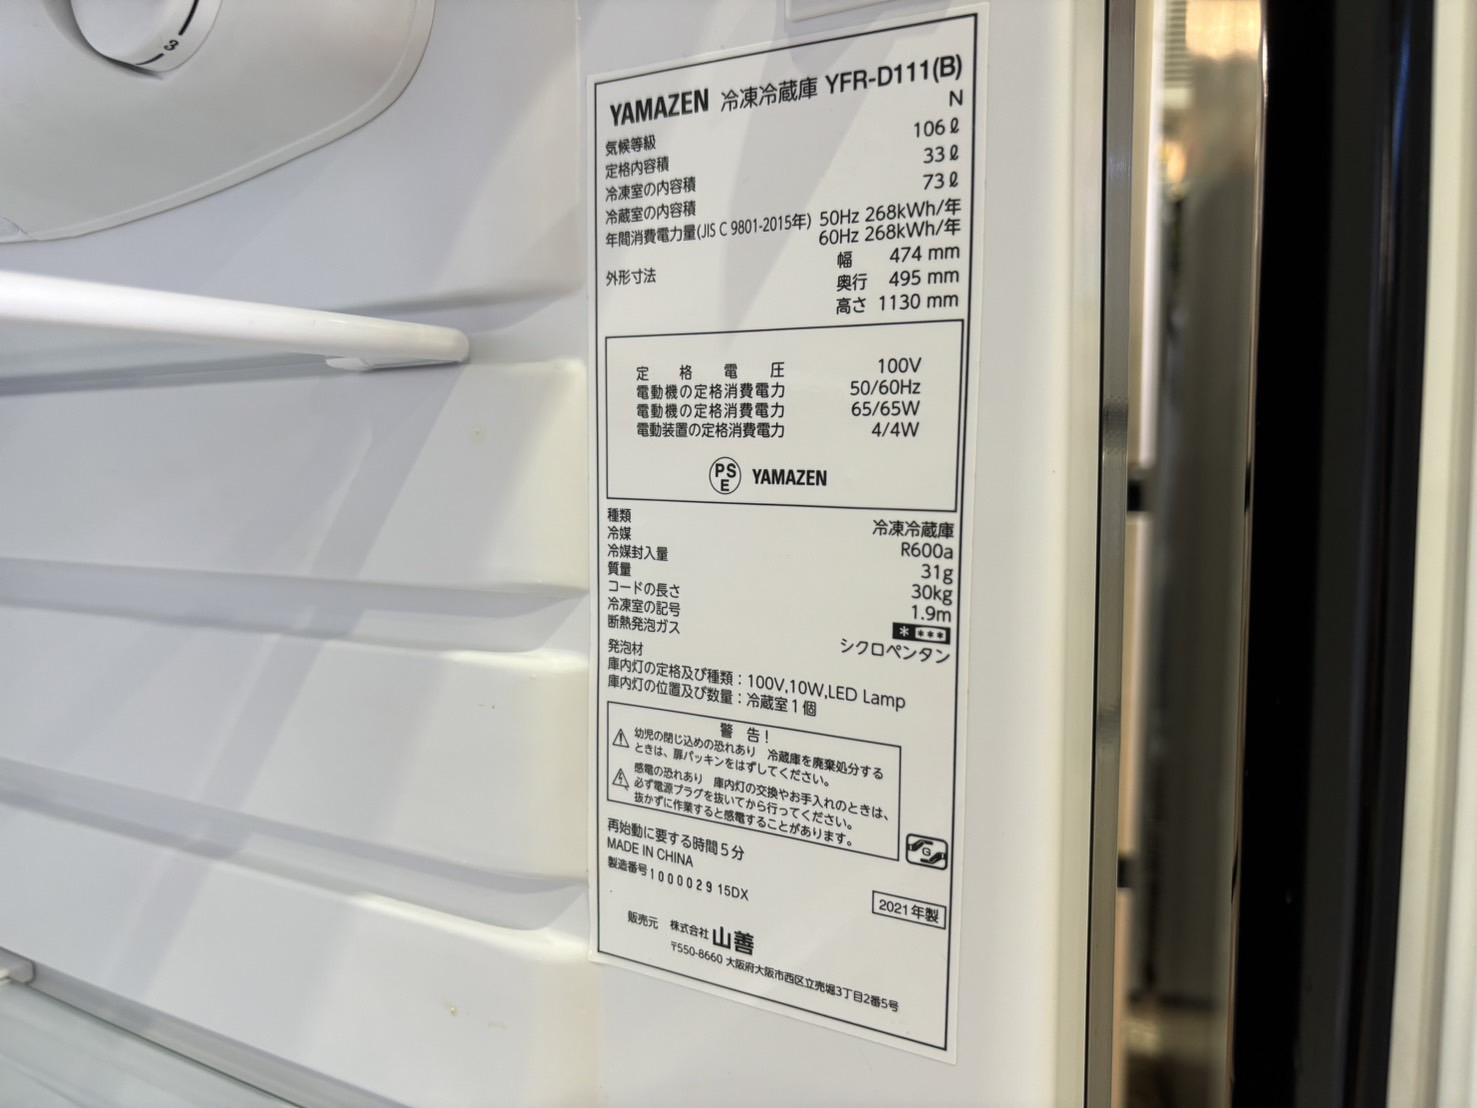 3
YAMAZEN 冷凍冷蔵庫 YFR-D111(B)
気候等級 N
定格内容積 106ℓ
冷凍室の内容積 33ℓ
冷蔵室の内容積 73ℓ
年間消費電力量(JIS C 9801-2015年) 50Hz 268kWh/年
60Hz 268kWh/年
外形寸法 幅 474 mm
奥行 495 mm
高さ 1130 mm
定格電圧 100V
電動機の定格消費電力 50/60Hz
電動機の定格消費電力 65/65W
電動装置の定格消費電力 4/4W
PSE YAMAZEN
種類 冷凍冷蔵庫
冷媒 R600a
冷媒封入量 31g
質量 30kg
コードの長さ 1.9m
冷凍室の記号 * ***
断熱発泡ガス シクロペンタン
発泡材
庫内灯の定格及び種類:100V,10W,LED Lamp
庫内灯の位置及び数量:冷蔵室1個
警告!
幼児の閉じ込めの恐れあり 冷蔵庫を廃棄処分する
ときは、扉パッキンをはずしてください。
感電の恐れあり 庫内灯の交換やお手入れのときは、
必ず電源プラグを抜いてから行ってください。
抜かずに作業すると感電することがあります。
再始動に要する時間5分
MADE IN CHINA
G
製造番号 1000029 15DX
2021年製
販売元 株式会社 山善
〒550-8660 大阪府大阪市西区立売堀3丁目2番5号